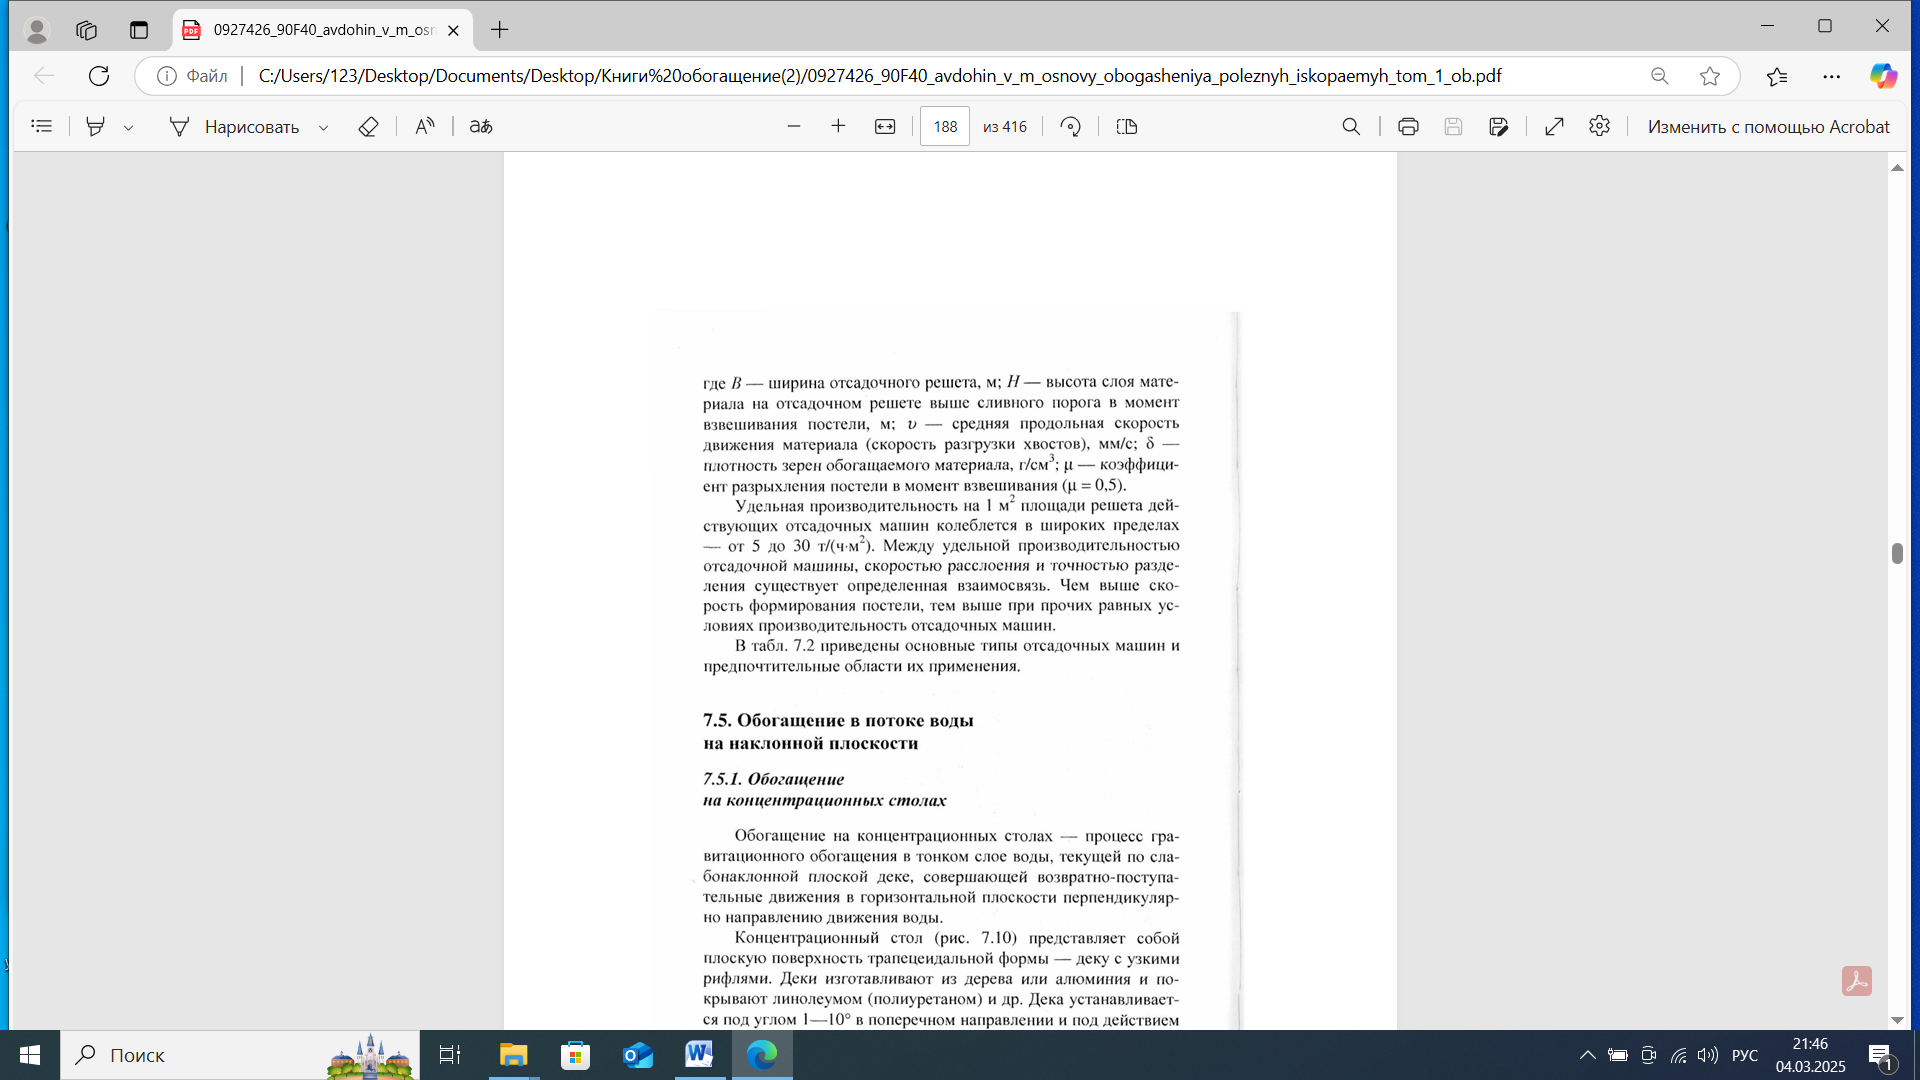 0927426_90F40_avdohin_v_m_osn
Файл
C:/Users/123/Desktop/Documents/Desktop/Книги%20обогащение(2)/0927426_90F40_avdohin_v_m_osnovy_obogasheniya_poleznyh_iskopaemyh_tom_1_ob.pdf
Нарисовать
аあ
188 из 416
Изменить с помощью Acrobat
где B — ширина отсадочного решета, м; H — высота слоя мате-
риала на отсадочном решете выше сливного порога в момент
взвешивания постели, м; υ — средняя продольная скорость
движения материала (скорость разгрузки хвостов), мм/с; δ —
плотность зерен обогащаемого материала, г/см³; μ — коэффици-
ент разрыхления постели в момент взвешивания (μ = 0,5).
Удельная производительность на 1 м² площади решета дей-
ствующих отсадочных машин колеблется в широких пределах
— от 5 до 30 т/(ч·м²). Между удельной производительностью
отсадочной машины, скоростью расслоения и точностью разде-
ления существует определенная взаимосвязь. Чем выше ско-
рость формирования постели, тем выше при прочих равных ус-
ловиях производительность отсадочных машин.
В табл. 7.2 приведены основные типы отсадочных машин и
предпочтительные области их применения.
7.5. Обогащение в потоке воды
на наклонной плоскости
7.5.1. Обогащение
на концентрационных столах
Обогащение на концентрационных столах — процесс гра-
витационного обогащения в тонком слое воды, текущей по сла-
бонаклонной плоской деке, совершающей возвратно-поступа-
тельные движения в горизонтальной плоскости перпендикуляр-
но направлению движения воды.
Концентрационный стол (рис. 7.10) представляет собой
плоскую поверхность трапецеидальной формы — деку с узкими
рифлями. Деки изготавливают из дерева или алюминия и по-
крывают линолеумом (полиуретаном) и др. Дека устанавливает-
ся под углом 1—10° в поперечном направлении и под действием
Поиск
РУС
21:46
04.03.2025
1